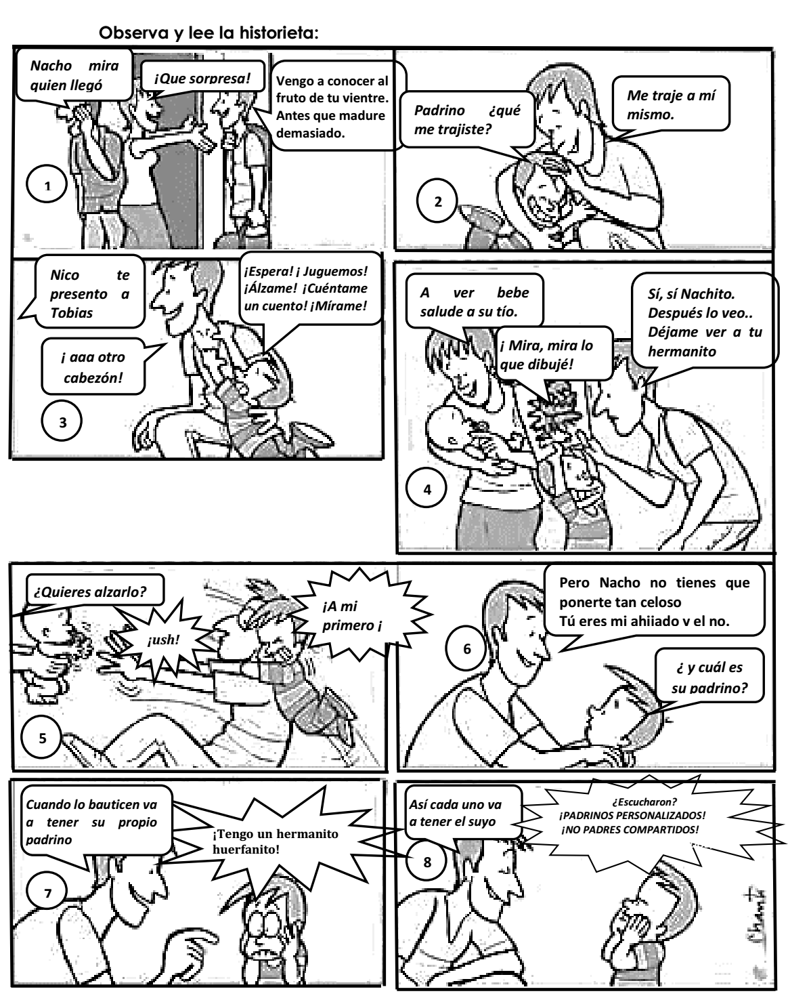 Observa y lee la historieta:
Nacho mira
quien llegó
¡Que sorpresa!
Vengo a conocer al
fruto de tu vientre.
Antes que madure
demasiado.
1
Padrino ¿qué
me trajiste?
Me traje a mí
mismo.
2
Nico te
presento a
Tobias
¡ aaa otro
cabezón!
¡Espera! ¡ Juguemos!
¡Álzame! ¡Cuéntame
un cuento! ¡Mírame!
3
A ver bebe
salude a su tío.
¡ Mira, mira lo
que dibujé!
Sí, sí Nachito.
Después lo veo..
Déjame ver a tu
hermanito
4
¿Quieres alzarlo?
¡ush!
¡A mi
primero ¡
5
Pero Nacho no tienes que
ponerte tan celoso
Tú eres mi ahijado y el no.
¿ y cuál es
su padrino?
6
Cuando lo bauticen va
a tener su propio
padrino
¡Tengo un hermanito
huerfanito!
7
Así cada uno va
a tener el suyo
¿Escucharon?
¡PADRINOS PERSONALIZADOS!
¡NO PADRES COMPARTIDOS!
8
Chanti